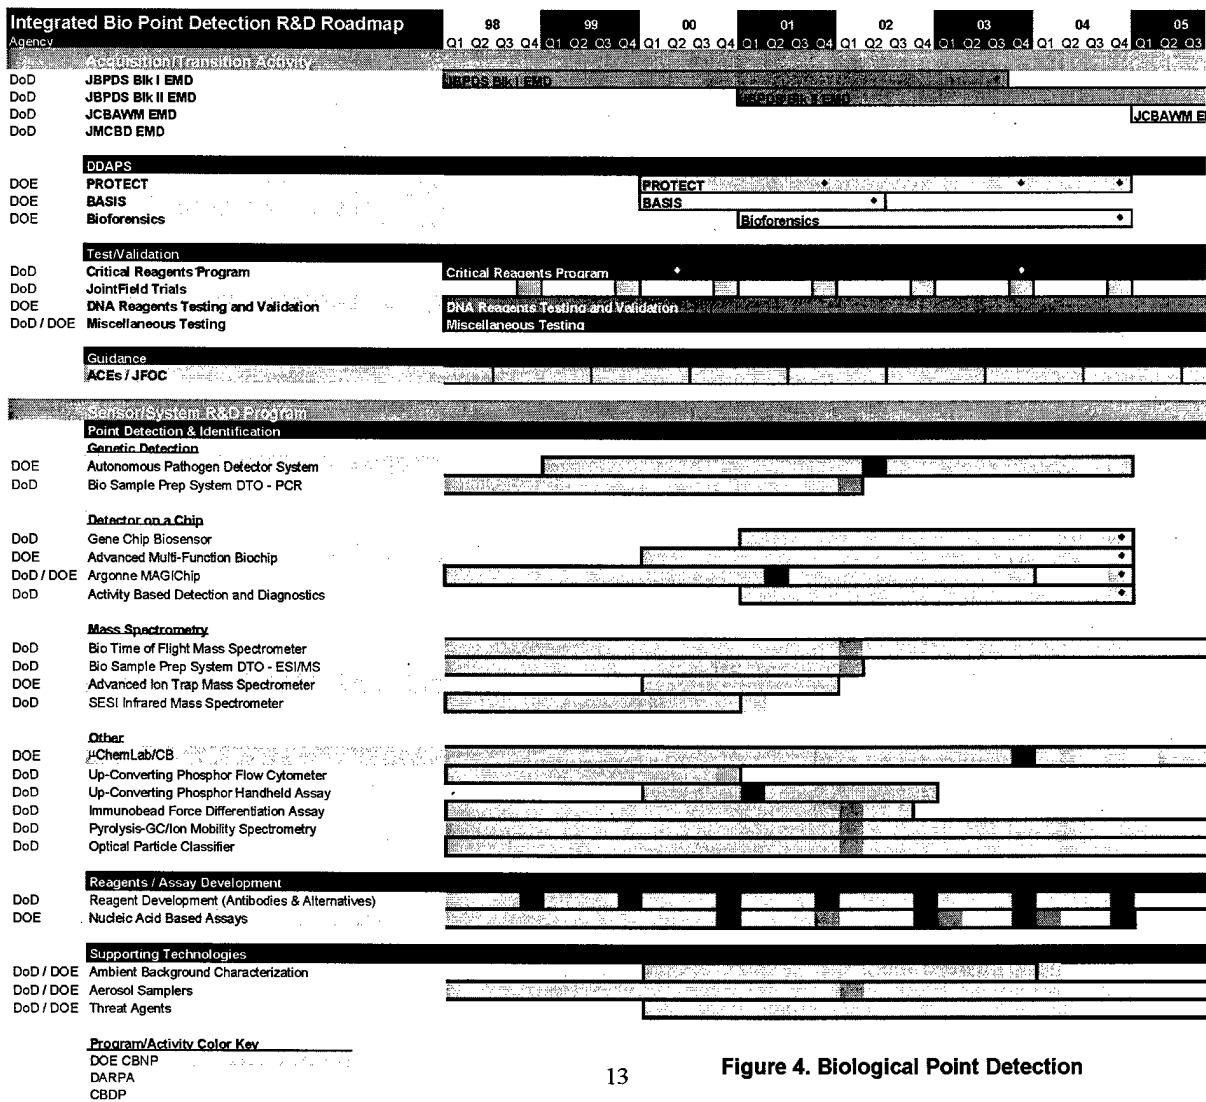 Integrated Bio Point Detection R&D Roadmap 98 99 00 01 02 03 04 05
Agency Q1 Q2 Q3 Q4 Q1 Q2 Q3 Q4 Q1 Q2 Q3 Q4 Q1 Q2 Q3 Q4 Q1 Q2 Q3 Q4 Q1 Q2 Q3 Q4 Q1 Q2 Q3 Q4 Q1 Q2 Q3
Acquisition/Transition Activity
DoD JBPDS Blk I EMD JBPDS Blk I EMD
DoD JBPDS Blk II EMD JBPDS Blk II EMD
DoD JCBAWM EMD JCBAWM E
DoD JMCBD EMD
DDAPS
DOE PROTECT PROTECT
DOE BASIS BASIS
DOE Bioforensics Bioforensics
Test/Validation
DoD Critical Reagents Program Critical Reagents Program
DoD JointField Trials
DOE DNA Reagents Testing and Validation DNA Reagents Testing and Validation
DoD / DOE Miscellaneous Testing Miscellaneous Testing
Guidance
ACEs / JFOC
Sensor/System R&D Program
Point Detection & Identification
Genetic Detection
DOE Autonomous Pathogen Detector System
DoD Bio Sample Prep System DTO - PCR
Detector on a Chip
DoD Gene Chip Biosensor
DOE Advanced Multi-Function Biochip
DoD / DOE Argonne MAGIChip
DoD Activity Based Detection and Diagnostics
Mass Spectrometry
DoD Bio Time of Flight Mass Spectrometer
DoD Bio Sample Prep System DTO - ESI/MS
DOE Advanced Ion Trap Mass Spectrometer
DoD SESI Infrared Mass Spectrometer
Other
DOE µChemLab/CB
DoD Up-Converting Phosphor Flow Cytometer
DoD Up-Converting Phosphor Handheld Assay
DoD Immunobead Force Differentiation Assay
DoD Pyrolysis-GC/Ion Mobility Spectrometry
DoD Optical Particle Classifier
Reagents / Assay Development
DoD Reagent Development (Antibodies & Alternatives)
DOE Nucleic Acid Based Assays
Supporting Technologies
DoD / DOE Ambient Background Characterization
DoD / DOE Aerosol Samplers
DoD / DOE Threat Agents
Program/Activity Color Key
DOE CBNP
DARPA
CBDP
13
Figure 4. Biological Point Detection